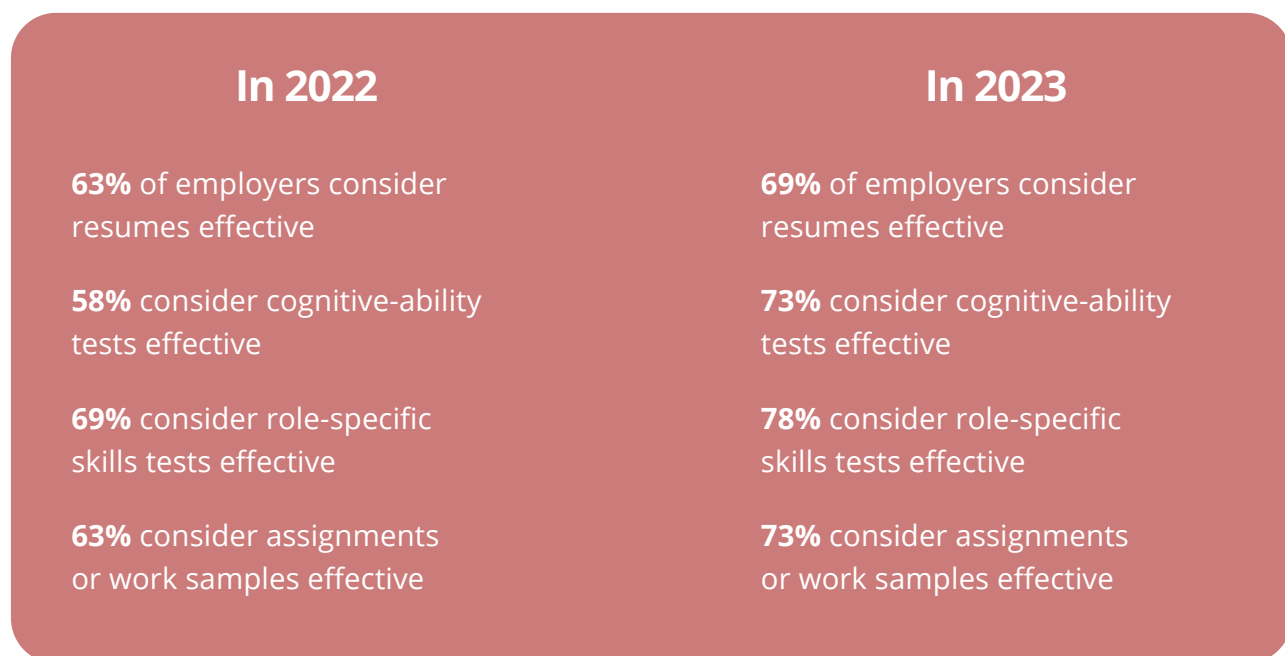 In 2022
63% of employers consider
resumes effective
58% consider cognitive-ability
tests effective
69% consider role-specific
skills tests effective
63% consider assignments
or work samples effective
In 2023
69% of employers consider
resumes effective
73% consider cognitive-ability
tests effective
78% consider role-specific
skills tests effective
73% consider assignments
or work samples effective